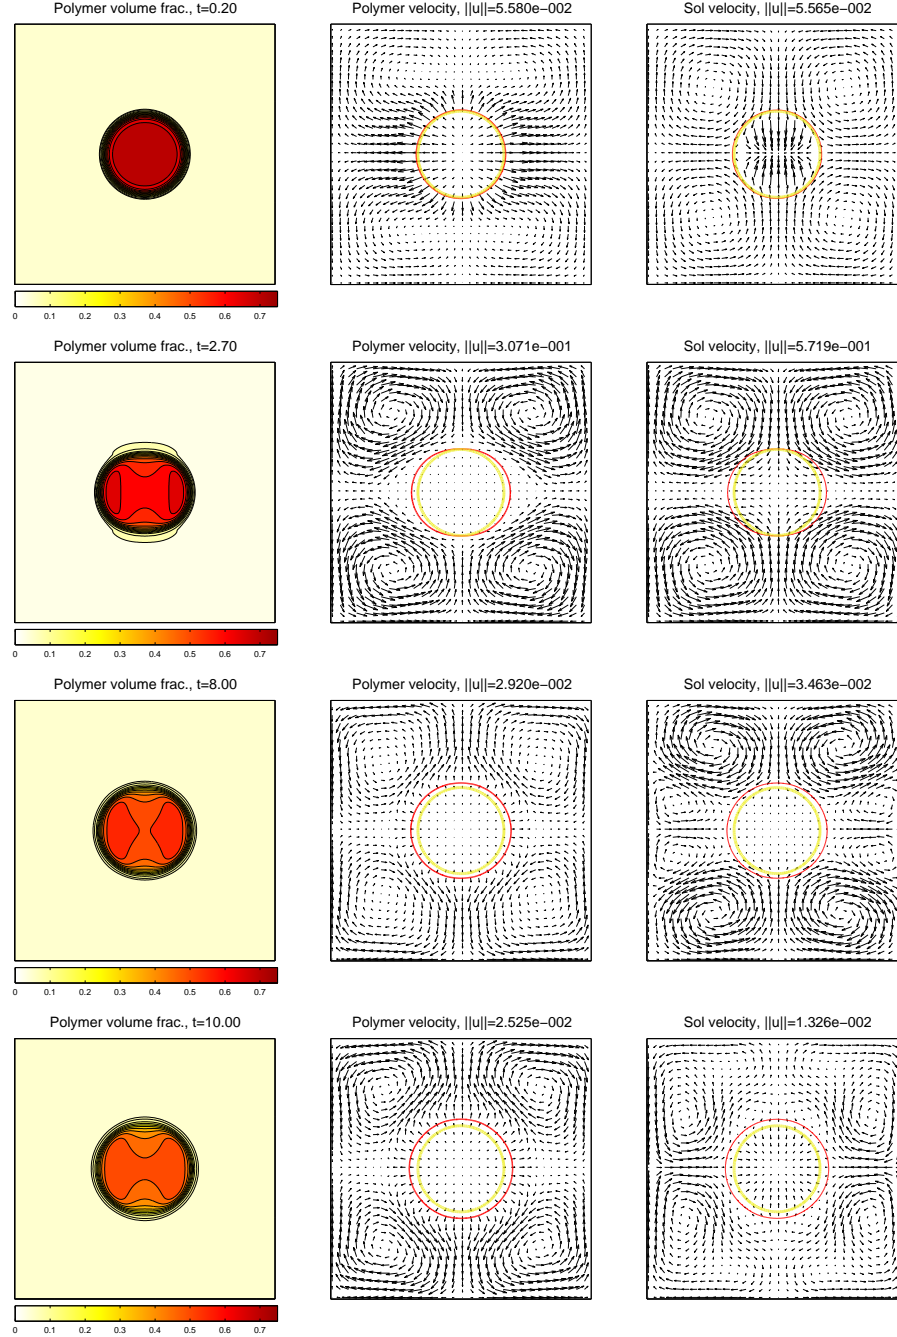 Polymer volume frac., t=0.20
Polymer velocity, ||u||=5.580e−002
Sol velocity, ||u||=5.565e−002
0 0.1 0.2 0.3 0.4 0.5 0.6 0.7
Polymer volume frac., t=2.70
Polymer velocity, ||u||=3.071e−001
Sol velocity, ||u||=5.719e−001
0 0.1 0.2 0.3 0.4 0.5 0.6 0.7
Polymer volume frac., t=8.00
Polymer velocity, ||u||=2.920e−002
Sol velocity, ||u||=3.463e−002
0 0.1 0.2 0.3 0.4 0.5 0.6 0.7
Polymer volume frac., t=10.00
Polymer velocity, ||u||=2.525e−002
Sol velocity, ||u||=1.326e−002
0 0.1 0.2 0.3 0.4 0.5 0.6 0.7